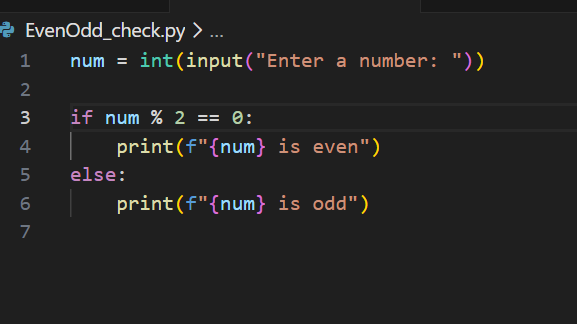 EvenOdd_check.py > ...
1 num = int(input("Enter a number: "))
2
3 if num % 2 == 0:
4     print(f"{num} is even")
5 else:
6     print(f"{num} is odd")
7